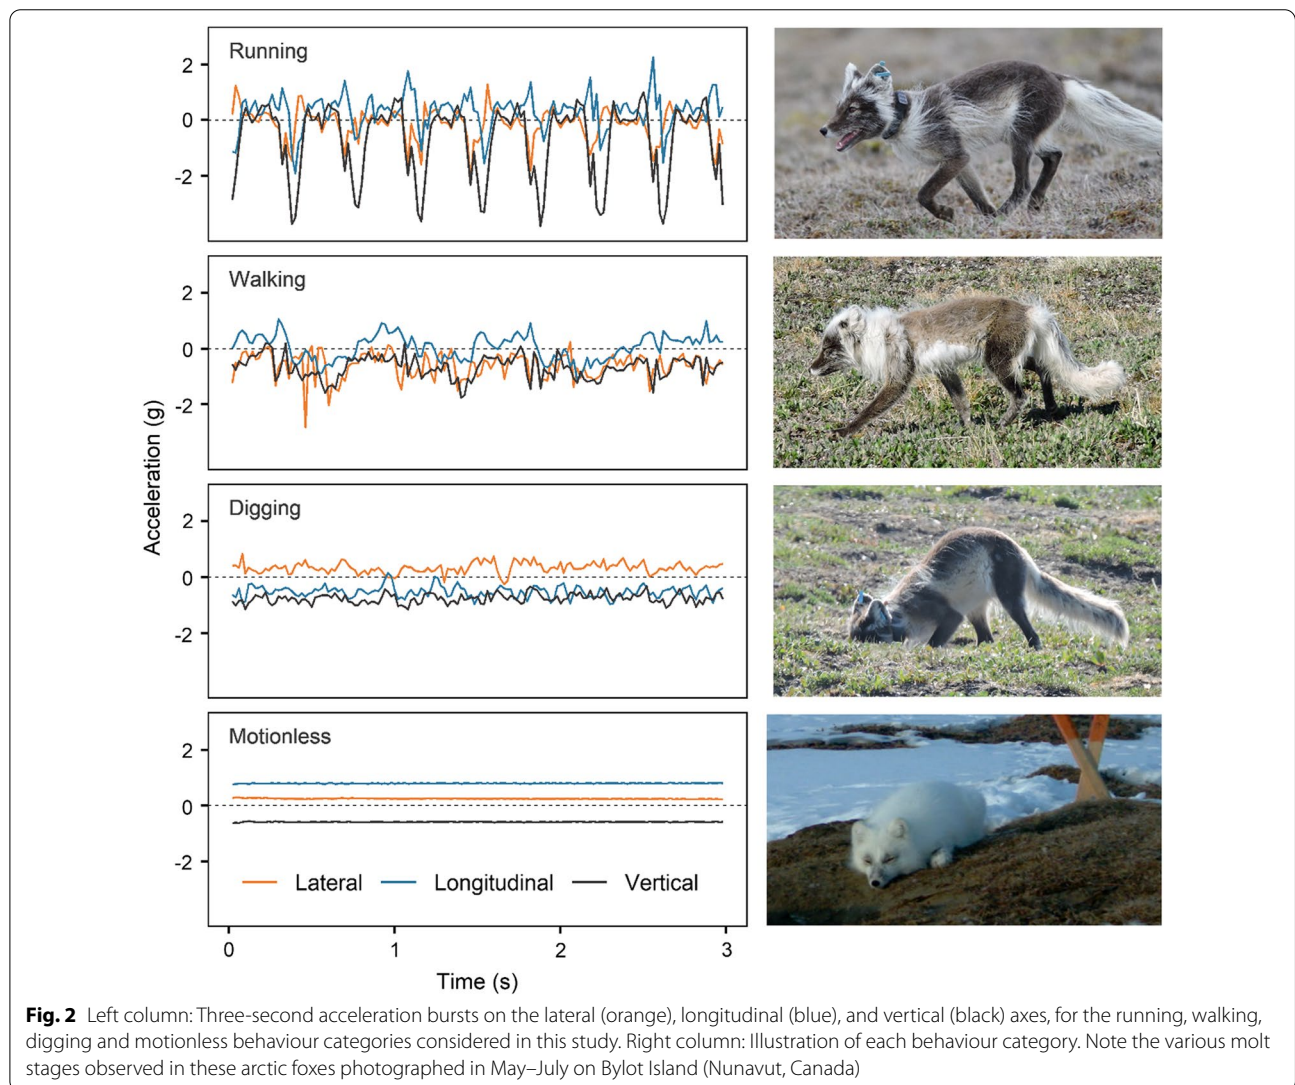 Running
2
0
-2
Walking
2
0
-2
Acceleration (g)
Digging
2
0
-2
Motionless
2
0
-2
Lateral Longitudinal Vertical
0 1 2 3
Time (s)
Fig. 2 Left column: Three-second acceleration bursts on the lateral (orange), longitudinal (blue), and vertical (black) axes, for the running, walking,
digging and motionless behaviour categories considered in this study. Right column: Illustration of each behaviour category. Note the various molt
stages observed in these arctic foxes photographed in May–July on Bylot Island (Nunavut, Canada)